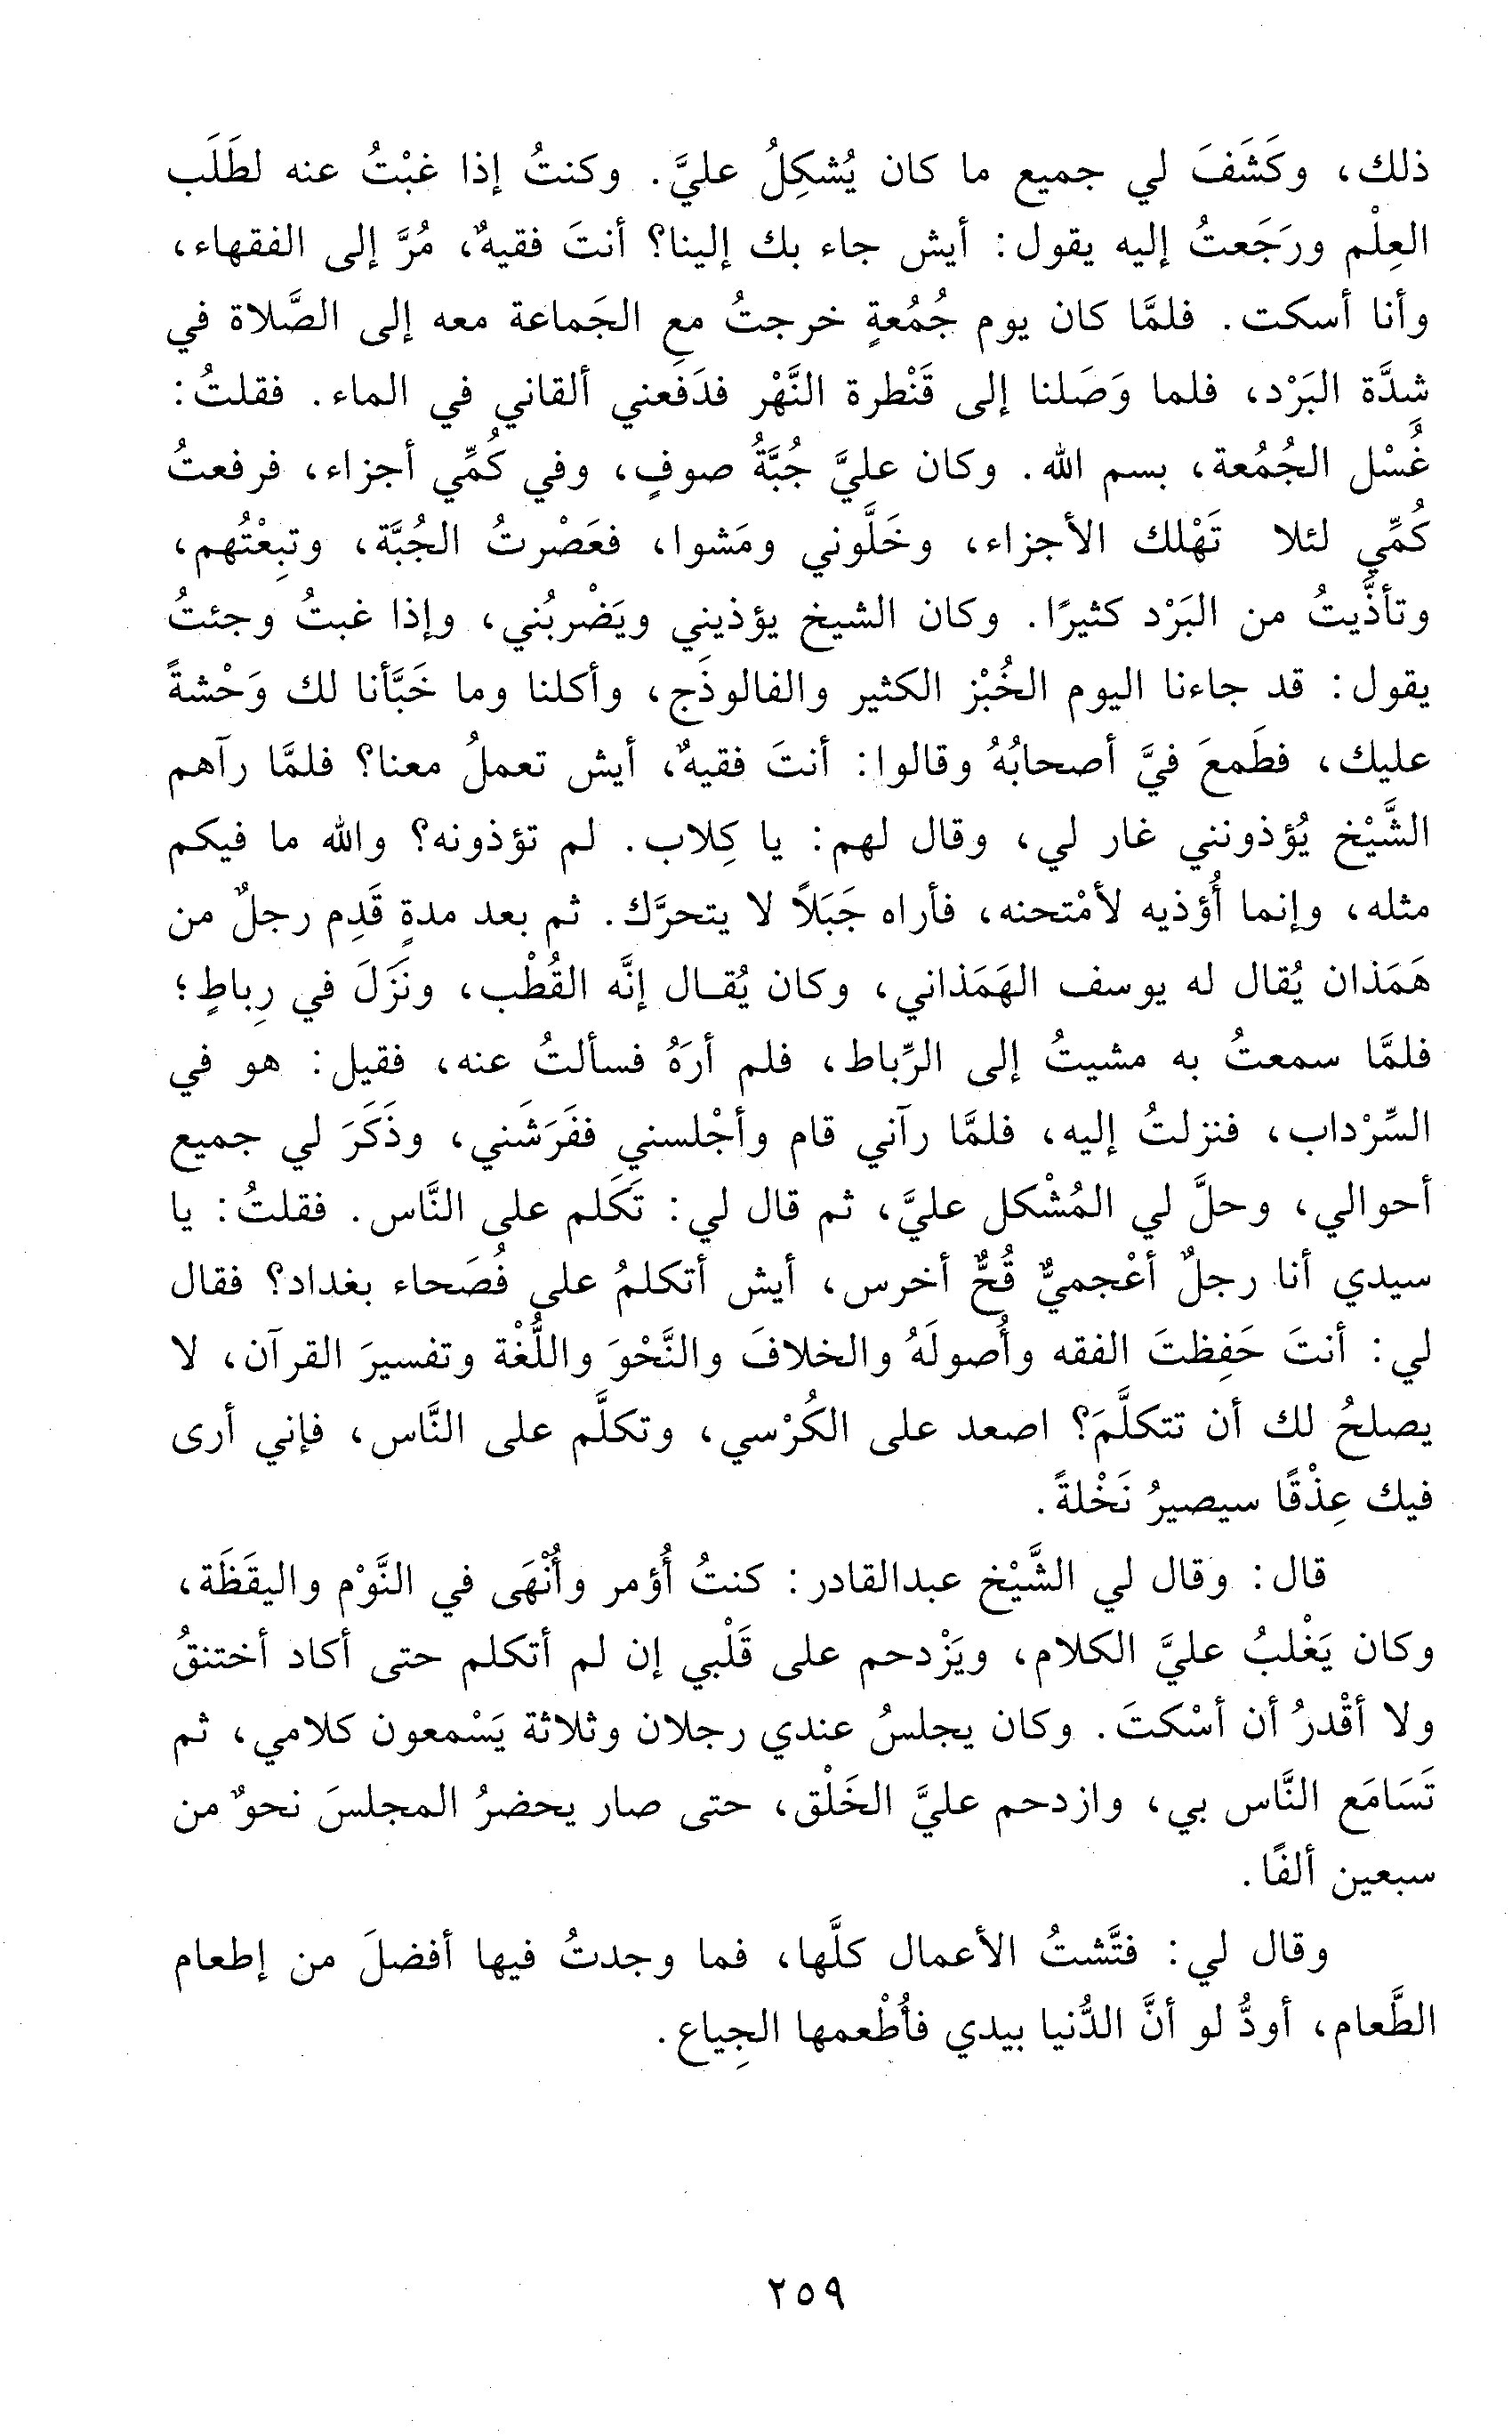 ذلك، وكَشَفَ لي جميع ما كان يُشكِلُ عليَّ. وكنتُ إذا غبْتُ عنه لطَلَب
العِلْم ورَجَعتُ إليه يقول: أيش جاء بك إلينا؟ أنتَ فقيهٌ، مُرَّ إلى الفقهاء،
وأنا أسكت. فلمَّا كان يوم جُمُعةٍ خرجتُ مع الجَماعة معه إلى الصَّلاة في
شدَّة البَرْد، فلما وَصَلنا إلى قَنْطرة النَّهْر فدَفعني ألقاني في الماء. فقلتُ:
غُسْل الجُمُعة، بسم الله. وكان عليَّ جُبَّةُ صوفٍ، وفي كُمِّي أجزاء، فرفعتُ
كُمِّي لئلا تَهْلك الأجزاء، وخَلَّوني ومَشوا، فعَصْرتُ الجُبَّة، وتبِعْتُهم،
وتأذَّيتُ من البَرْد كثيرًا. وكان الشيخ يؤذيني ويَضْربُني، وإذا غبتُ وجئتُ
يقول: قد جاءنا اليوم الخُبْز الكثير والفالوذَج، وأكلنا وما خَبَّأنا لك وَحْشةً
عليك، فطَمعَ فيَّ أصحابُهُ وقالوا: أنتَ فقيهٌ، أيش تعملُ معنا؟ فلمَّا رآهم
الشَّيْخ يُؤذونني غار لي، وقال لهم: يا كِلاب. لم تؤذونه؟ والله ما فيكم
مثله، وإنما أُؤذيه لأمْتحنه، فأراه جَبَلاً لا يتحرَّك. ثم بعد مدةٍ قَدِم رجلٌ من
هَمَذان يُقال له يوسف الهَمَذاني، وكان يُقــال إنَّه القُطْب، ونَزَلَ في رِباطٍ؛
فلمَّا سمعتُ به مشيتُ إلى الرِّباط، فلم أرَهُ فسألتُ عنه، فقيل: هو في
السِّرْداب، فنزلتُ إليه، فلمَّا رآني قام وأجْلسني ففَرَشَني، وذَكَرَ لي جميع
أحوالي، وحلَّ لي المُشْكل عليَّ، ثم قال لي: تَكَلم على النَّاس. فقلتُ: يا
سيدي أنا رجلٌ أعْجميٌّ قُحٌّ أخرس، أيش أتكلمُ على فُصَحاء بغداد؟ فقال
لي: أنتَ حَفِظتَ الفقه وأُصولَهُ والخلافَ والنَّحْوَ واللُّغْة وتفسيرَ القرآن، لا
يصلحُ لك أن تتكلَّمَ؟ اصعد على الكُرْسي، وتكلَّم على النَّاس، فإني أرى
فيك عِذْقًا سيصيرُ نَخْلةً.
قال: وقال لي الشَّيْخ عبدالقادر: كنتُ أُؤمر وأُنْهَى في النَّوْم واليقَظَة،
وكان يَغْلبُ عليَّ الكلام، ويَزْدحم على قَلْبي إن لم أتكلم حتى أكاد أختنقُ
ولا أقْدرُ أن أسْكتَ. وكان يجلسُ عندي رجلان وثلاثة يَسْمعون كلامي، ثم
تَسَامَع النَّاس بي، وازدحم عليَّ الخَلْق، حتى صار يحضرُ المجلسَ نحوٌ من
سبعين ألفًا.
وقال لي: فتَّشتُ الأعمال كلَّها، فما وجدتُ فيها أفضلَ من إطعام
الطَّعام، أودُّ لو أنَّ الدُّنيا بيدي فأُطْعمها الجِياع.
٢٥٩